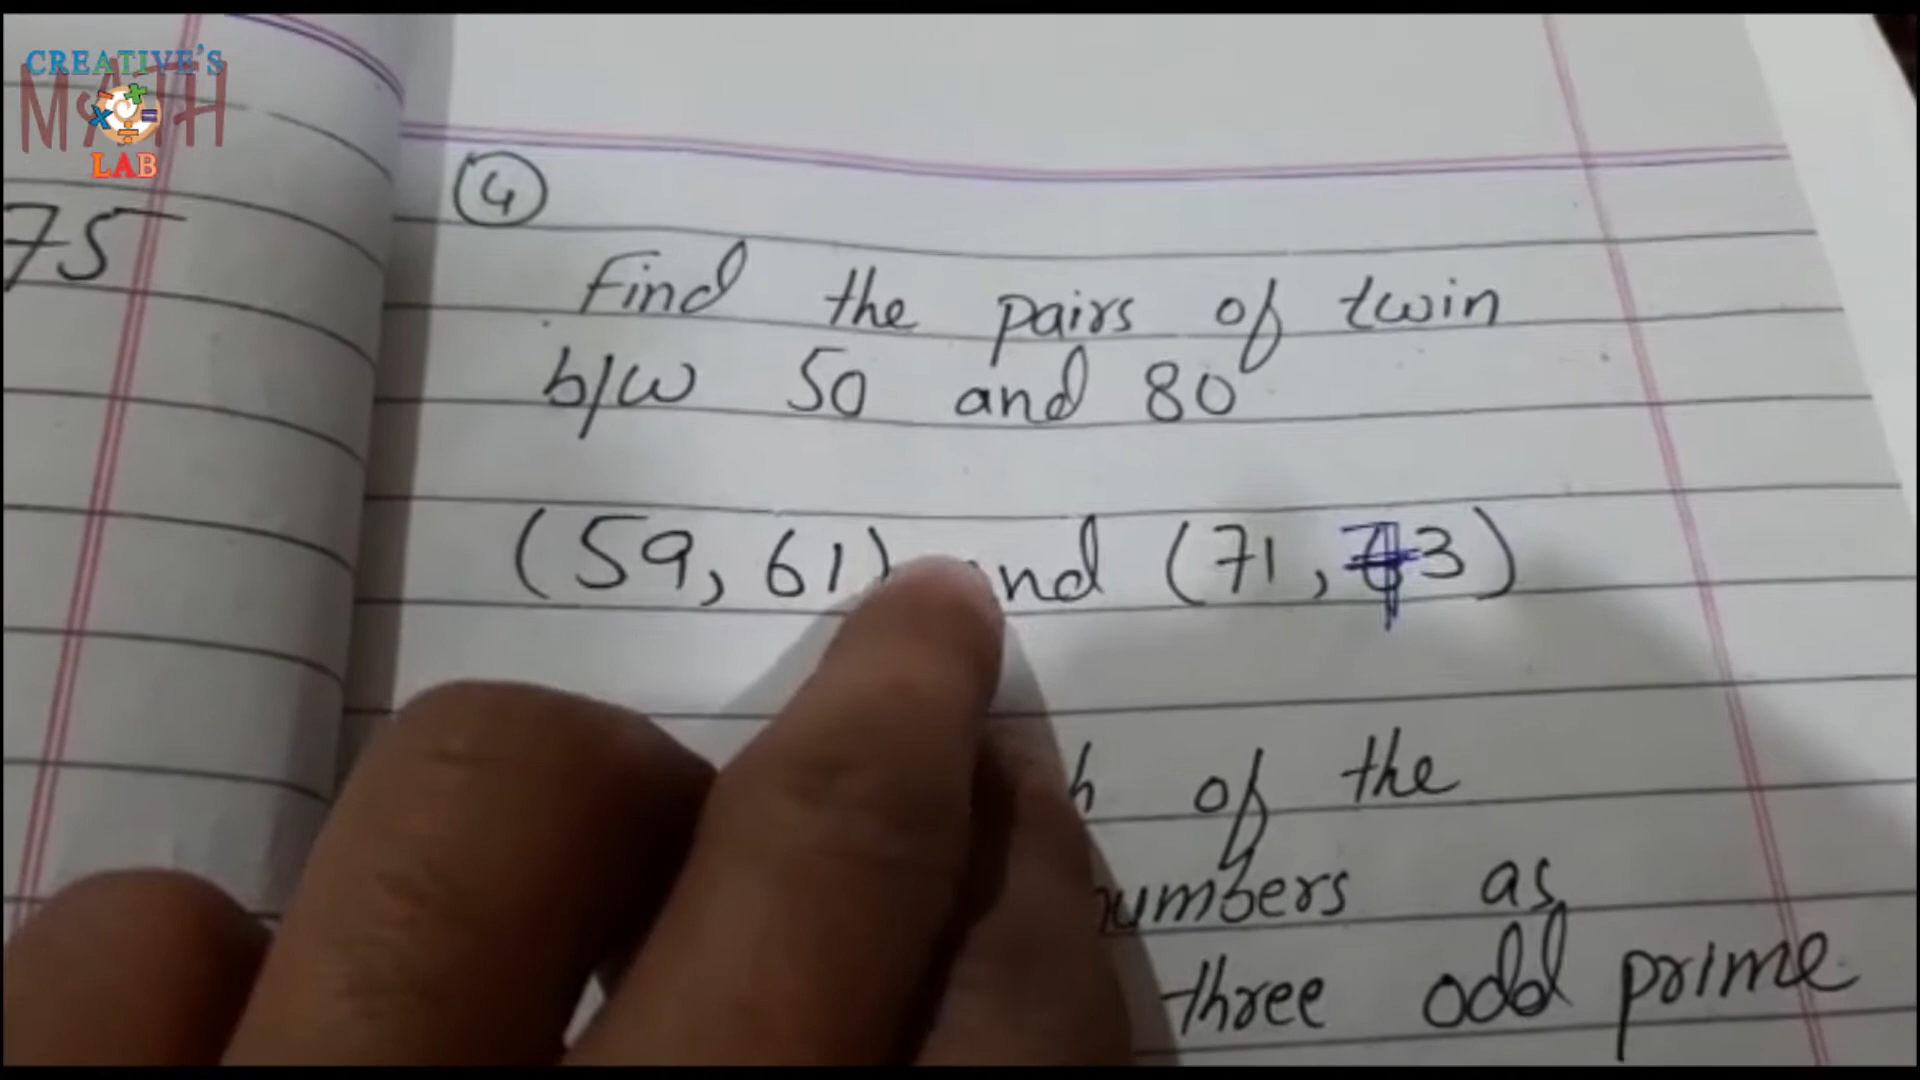 CREATIVE'S
MATH
LAB
75
4
Find the pairs of twin
b/w 50 and 80
(59, 61) and (71, 73)
of the
numbers as
three odd prime